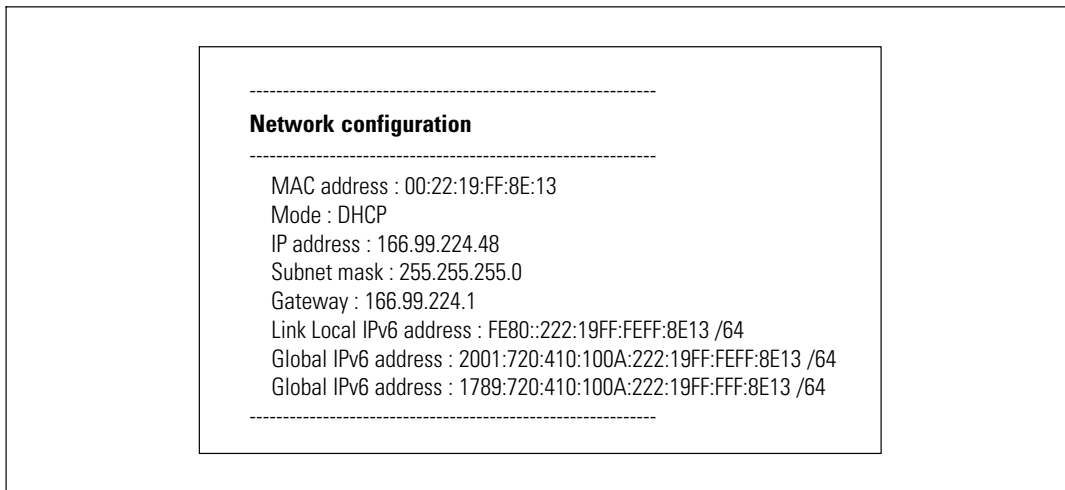 -------------------------------------------------------------
Network configuration
-------------------------------------------------------------
MAC address : 00:22:19:FF:8E:13
Mode : DHCP
IP address : 166.99.224.48
Subnet mask : 255.255.255.0
Gateway : 166.99.224.1
Link Local IPv6 address : FE80::222:19FF:FEFF:8E13 /64
Global IPv6 address : 2001:720:410:100A:222:19FF:FEFF:8E13 /64
Global IPv6 address : 1789:720:410:100A:222:19FF:FFF:8E13 /64
-------------------------------------------------------------